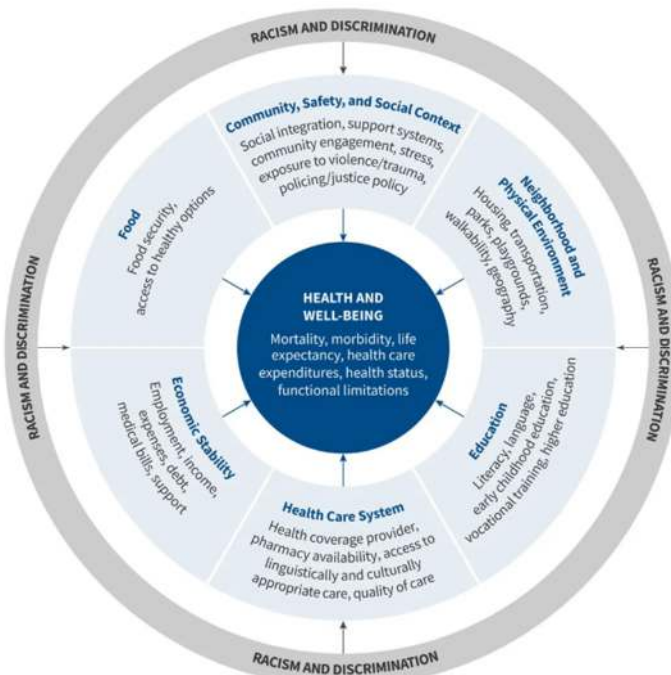 RACISM AND DISCRIMINATION
Community, Safety, and Social Context
Social integration, support systems,
community engagement, stress,
exposure to violence/trauma,
policing/justice policy
Neighborhood and
Physical Environment
Housing, transportation,
parks, playgrounds,
walkability, geography
RACISM AND DISCRIMINATION
Education
Literacy, language,
early childhood education,
vocational training, higher education
Health Care System
Health coverage provider,
pharmacy availability, access to
linguistically and culturally
appropriate care, quality of care
RACISM AND DISCRIMINATION
Economic Stability
Employment, income,
expenses, debt,
medical bills, support
RACISM AND DISCRIMINATION
Food
Food security,
access to healthy options
HEALTH AND
WELL-BEING
Mortality, morbidity, life
expectancy, health care
expenditures, health status,
functional limitations